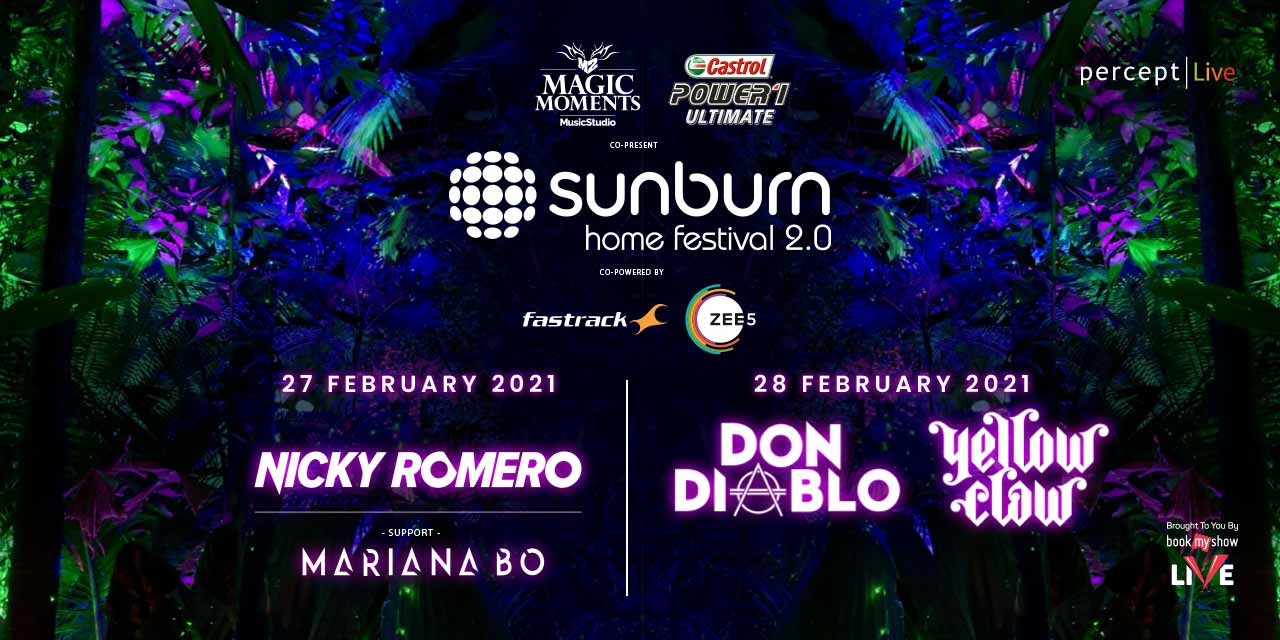 MAGIC
MOMENTS
MusicStudio
Castrol
POWER1
ULTIMATE
percept | Live
CO-PRESENT
sunburn
home festival 2.0
CO-POWERED BY
fastrack
ZEE5
27 FEBRUARY 2021
NICKY ROMERO
- SUPPORT -
MARIANA BO
28 FEBRUARY 2021
DON
DIABLO
yellow
claw
Brought To You By
book my show
LIVE